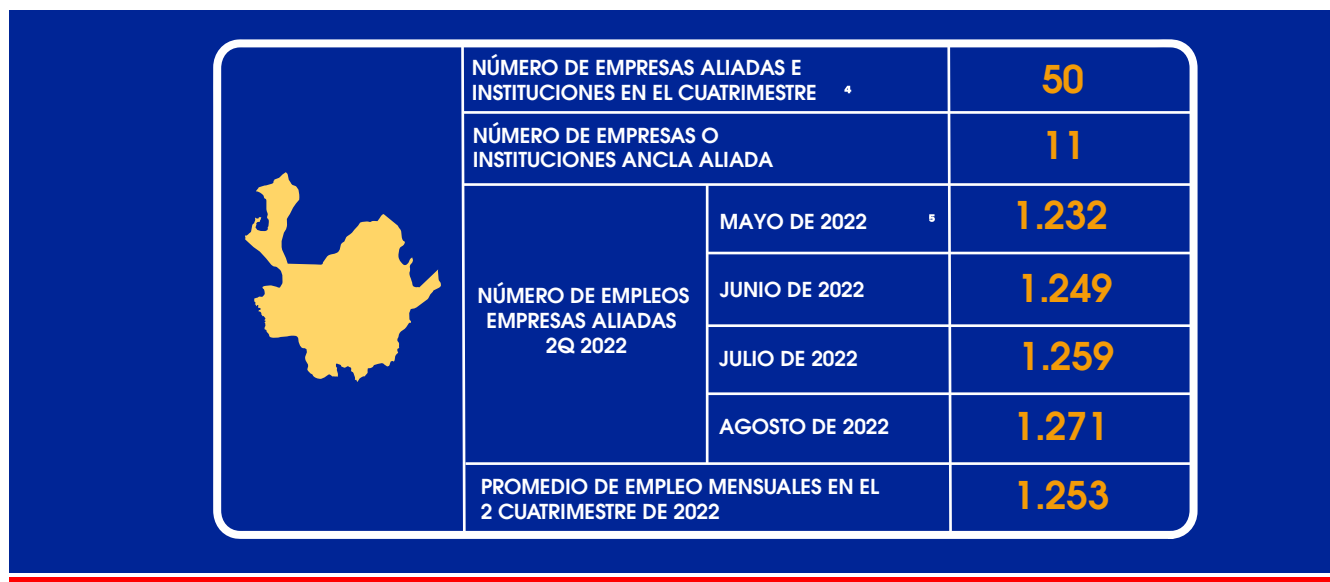 NÚMERO DE EMPRESAS ALIADAS E
INSTITUCIONES EN EL CUATRIMESTRE 4
50
NÚMERO DE EMPRESAS O
INSTITUCIONES ANCLA ALIADA
11
NÚMERO DE EMPLEOS
EMPRESAS ALIADAS
2Q 2022
MAYO DE 2022 5
1.232
JUNIO DE 2022
1.249
JULIO DE 2022
1.259
AGOSTO DE 2022
1.271
PROMEDIO DE EMPLEO MENSUALES EN EL
2 CUATRIMESTRE DE 2022
1.253